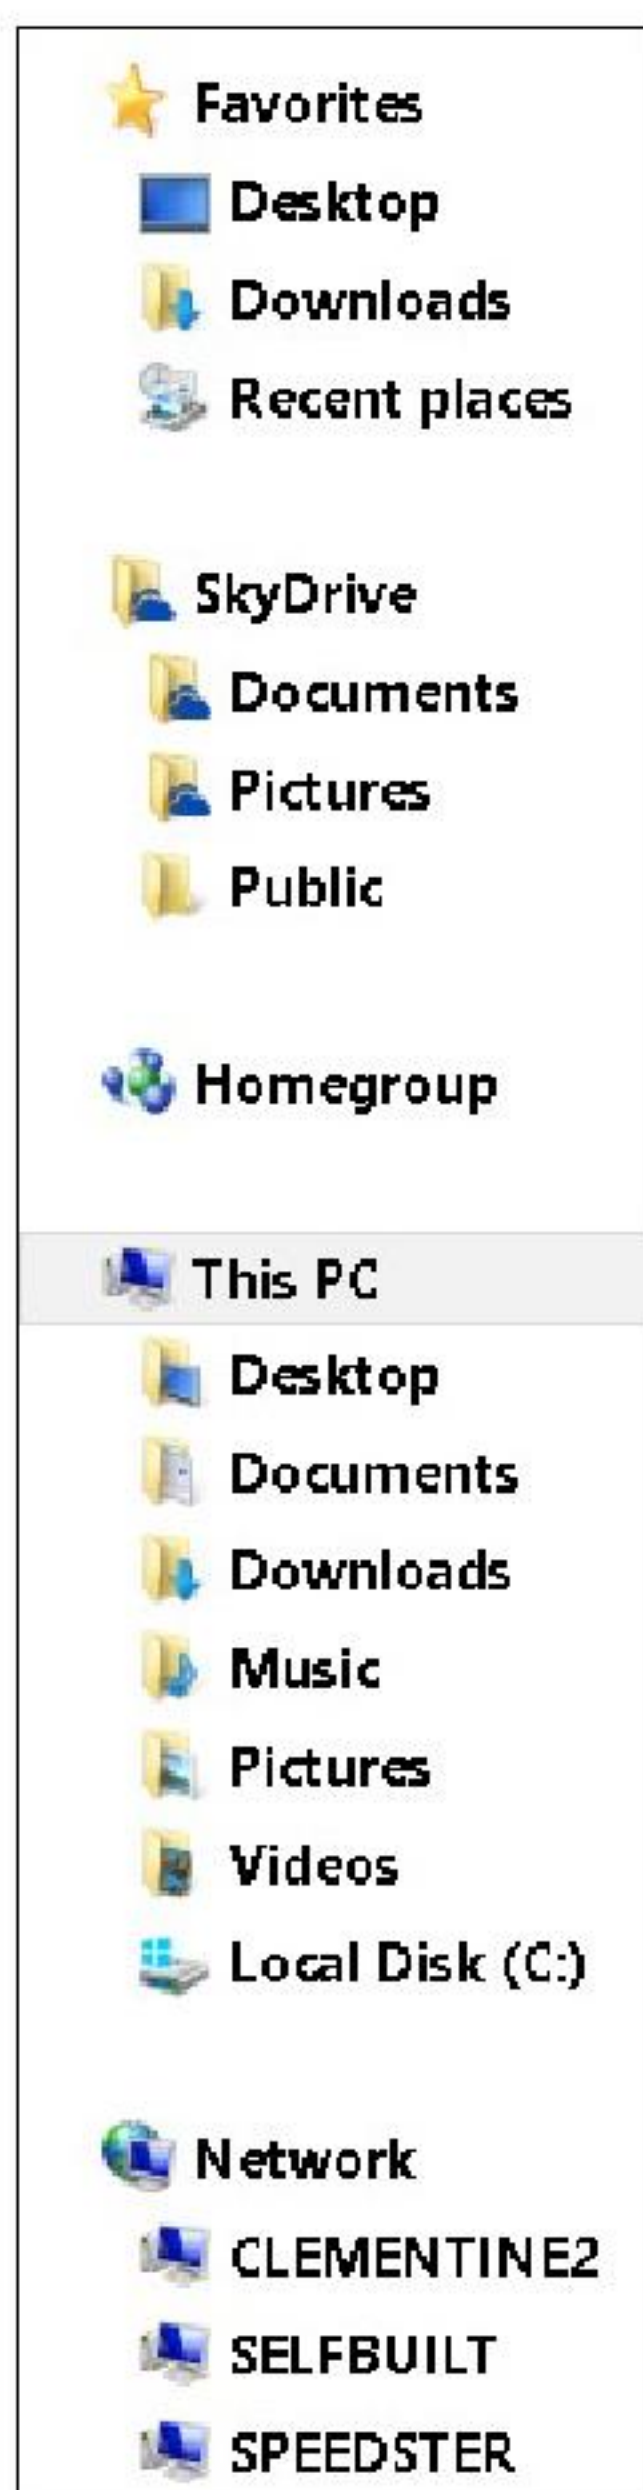 Favorites
Desktop
Downloads
Recent places
SkyDrive
Documents
Pictures
Public
Homegroup
This PC
Desktop
Documents
Downloads
Music
Pictures
Videos
Local Disk (C:)
Network
CLEMENTINE2
SELFBUILT
SPEEDSTER